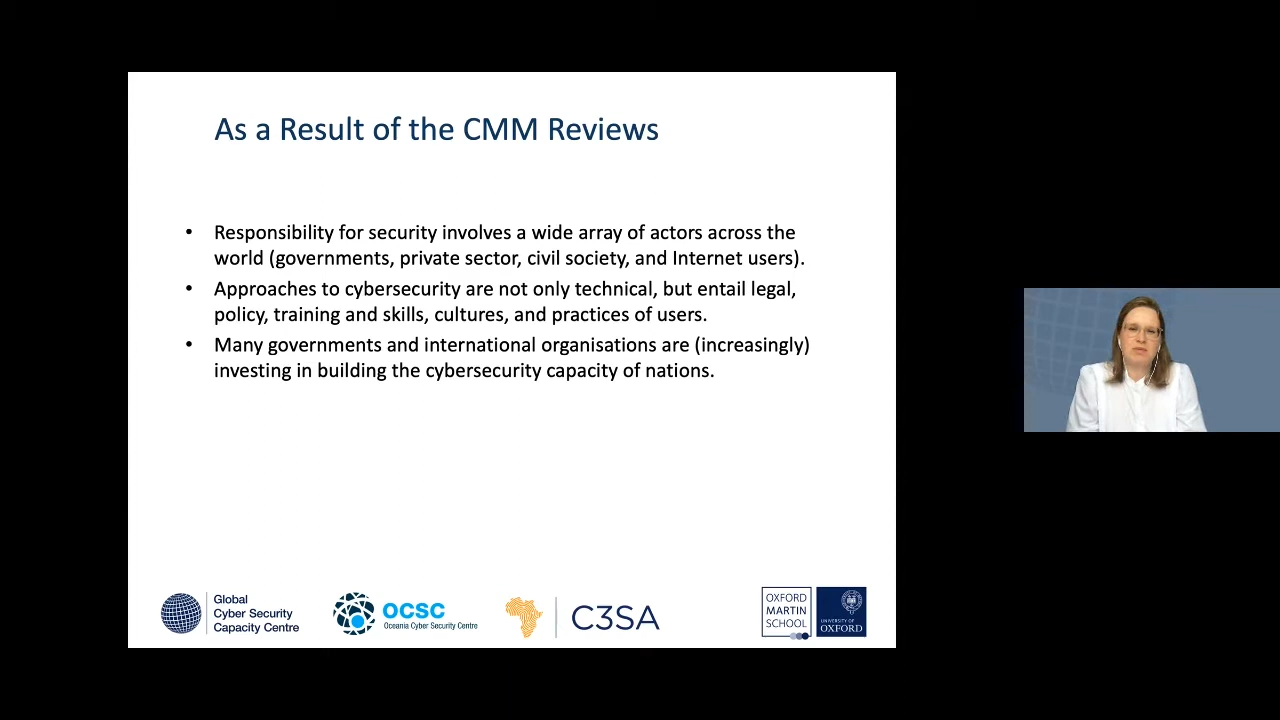 As a Result of the CMM Reviews
• Responsibility for security involves a wide array of actors across the
world (governments, private sector, civil society, and Internet users).
• Approaches to cybersecurity are not only technical, but entail legal,
policy, training and skills, cultures, and practices of users.
• Many governments and international organisations are (increasingly)
investing in building the cybersecurity capacity of nations.
Global
Cyber Security
Capacity Centre
OCSC
Oceania Cyber Security Centre
C3SA
OXFORD
MARTIN
SCHOOL
UNIVERSITY OF
OXFORD